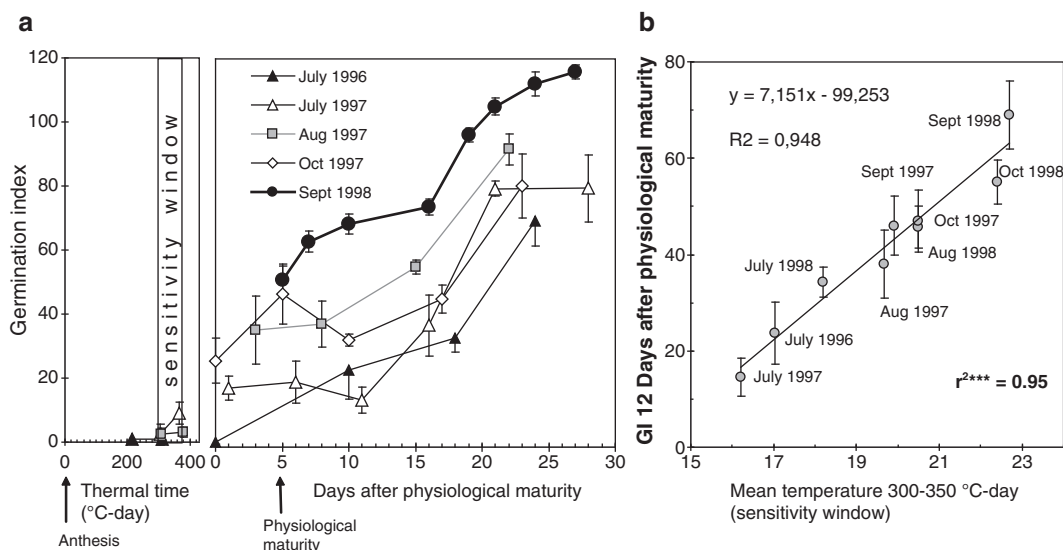 a
120
100
80
60
40
20
0
Germination index
sensitivity window
July 1996
July 1997
Aug 1997
Oct 1997
Sept 1998
0 200 400
0 5 10 15 20 25 30
Thermal time
(°C-day)
Days after physiological maturity
Anthesis
Physiological
maturity
b
80
60
40
20
0
GI 12 Days after physiological maturity
y = 7,151x - 99,253
R2 = 0,948
Sept 1998
Sept 1997
Oct 1998
Oct 1997
Aug 1998
July 1998
Aug 1997
July 1996
July 1997
r²*** = 0.95
15 17 19 21 23
Mean temperature 300-350 °C-day
(sensitivity window)